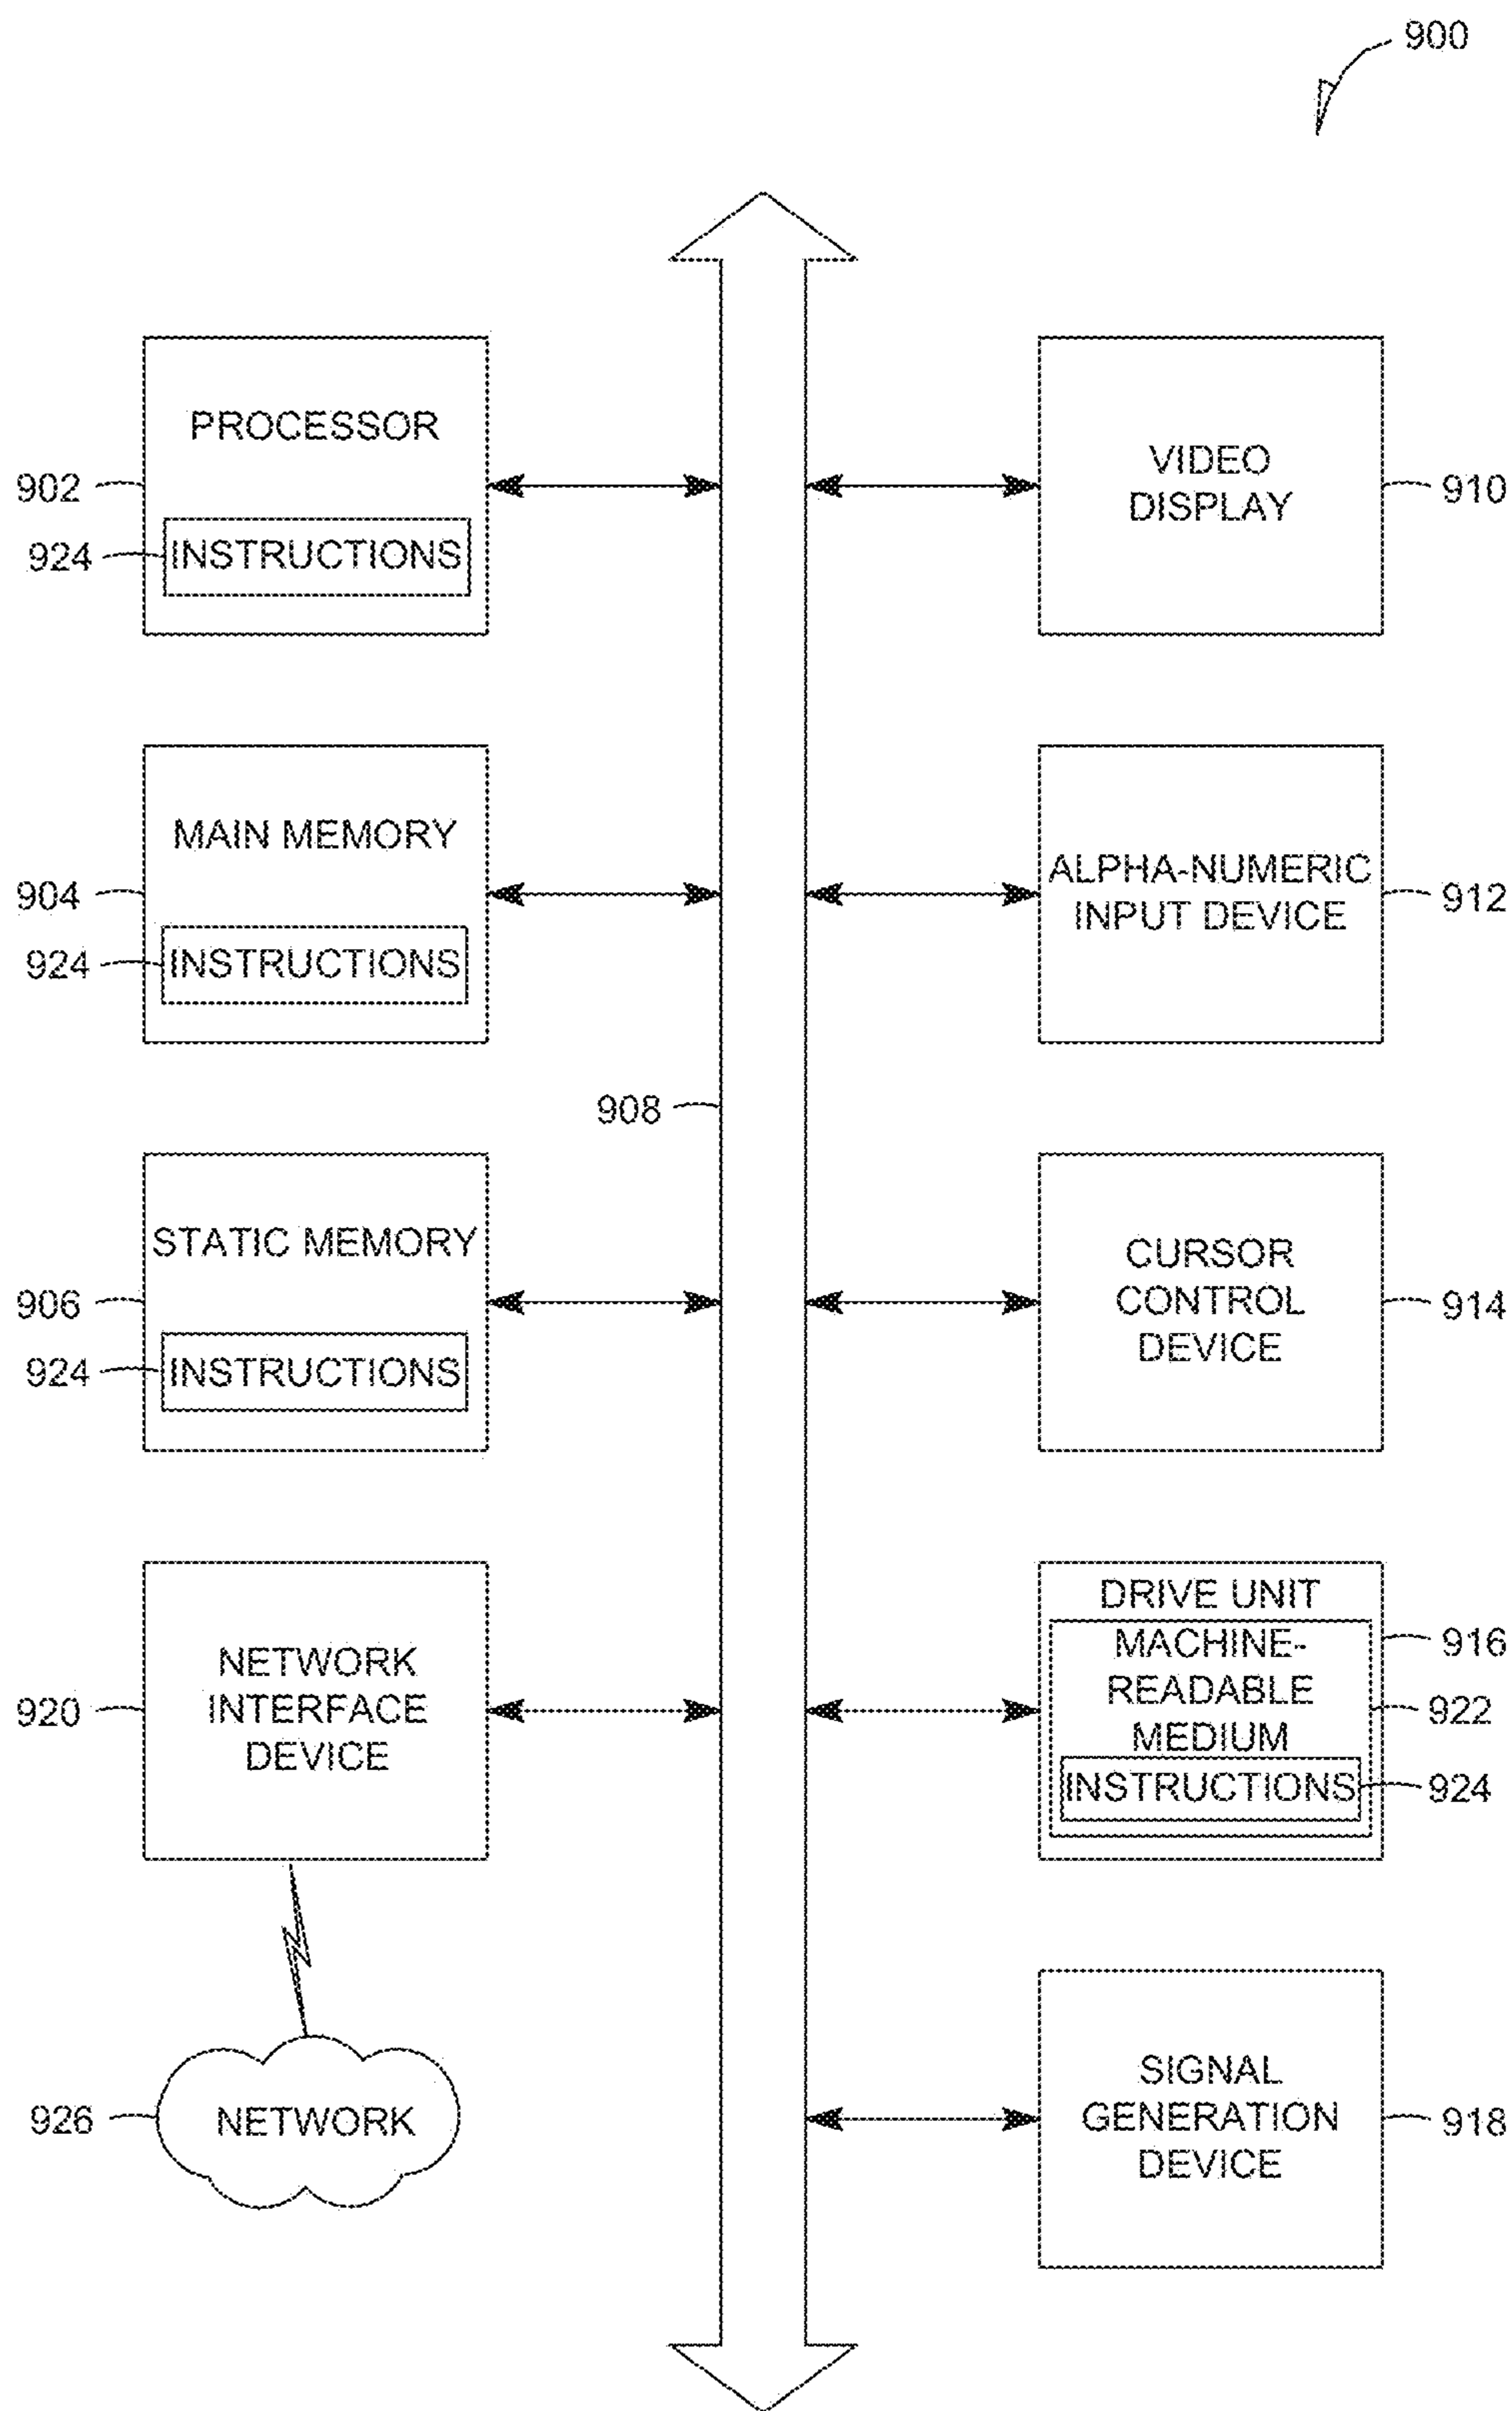 900
PROCESSOR
902
924
INSTRUCTIONS
VIDEO
DISPLAY
910
MAIN MEMORY
904
924
INSTRUCTIONS
ALPHA-NUMERIC
INPUT DEVICE
912
908
STATIC MEMORY
906
924
INSTRUCTIONS
CURSOR
CONTROL
DEVICE
914
NETWORK
INTERFACE
DEVICE
920
DRIVE UNIT
916
MACHINE-
READABLE
MEDIUM
922
INSTRUCTIONS
924
926
NETWORK
SIGNAL
GENERATION
DEVICE
918